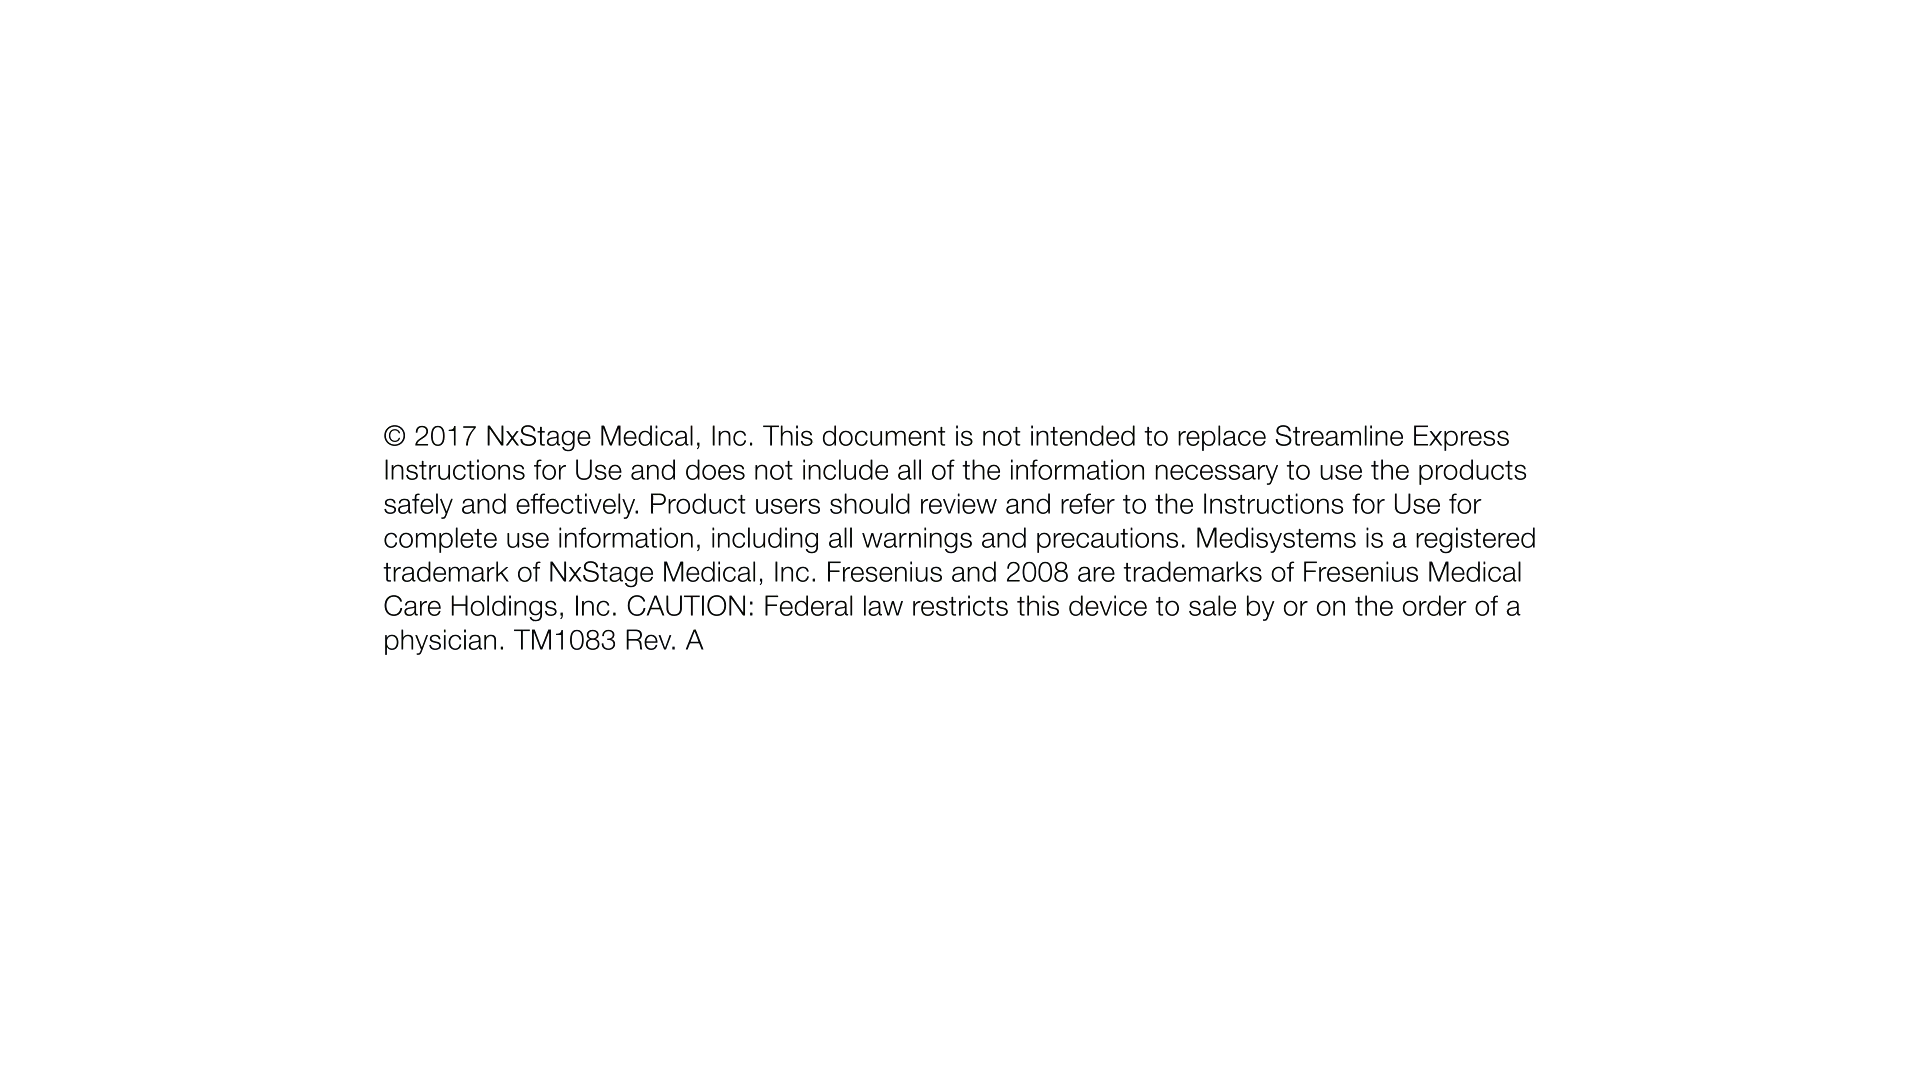 © 2017 NxStage Medical, Inc. This document is not intended to replace Streamline Express
Instructions for Use and does not include all of the information necessary to use the products
safely and effectively. Product users should review and refer to the Instructions for Use for
complete use information, including all warnings and precautions. Medisystems is a registered
trademark of NxStage Medical, Inc. Fresenius and 2008 are trademarks of Fresenius Medical
Care Holdings, Inc. CAUTION: Federal law restricts this device to sale by or on the order of a
physician. TM1083 Rev. A